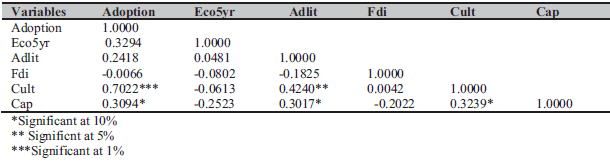 Variables Adoption Eco5yr Adlit Fdi Cult Cap
Adoption 1.0000
Eco5yr 0.3294 1.0000
Adlit 0.2418 0.0481 1.0000
Fdi -0.0066 -0.0802 -0.1825 1.0000
Cult 0.7022*** -0.0613 0.4240** 0.0042 1.0000
Cap 0.3094* -0.2523 0.3017* -0.2022 0.3239* 1.0000
*Significant at 10%
** Significnt at 5%
***Significant at 1%